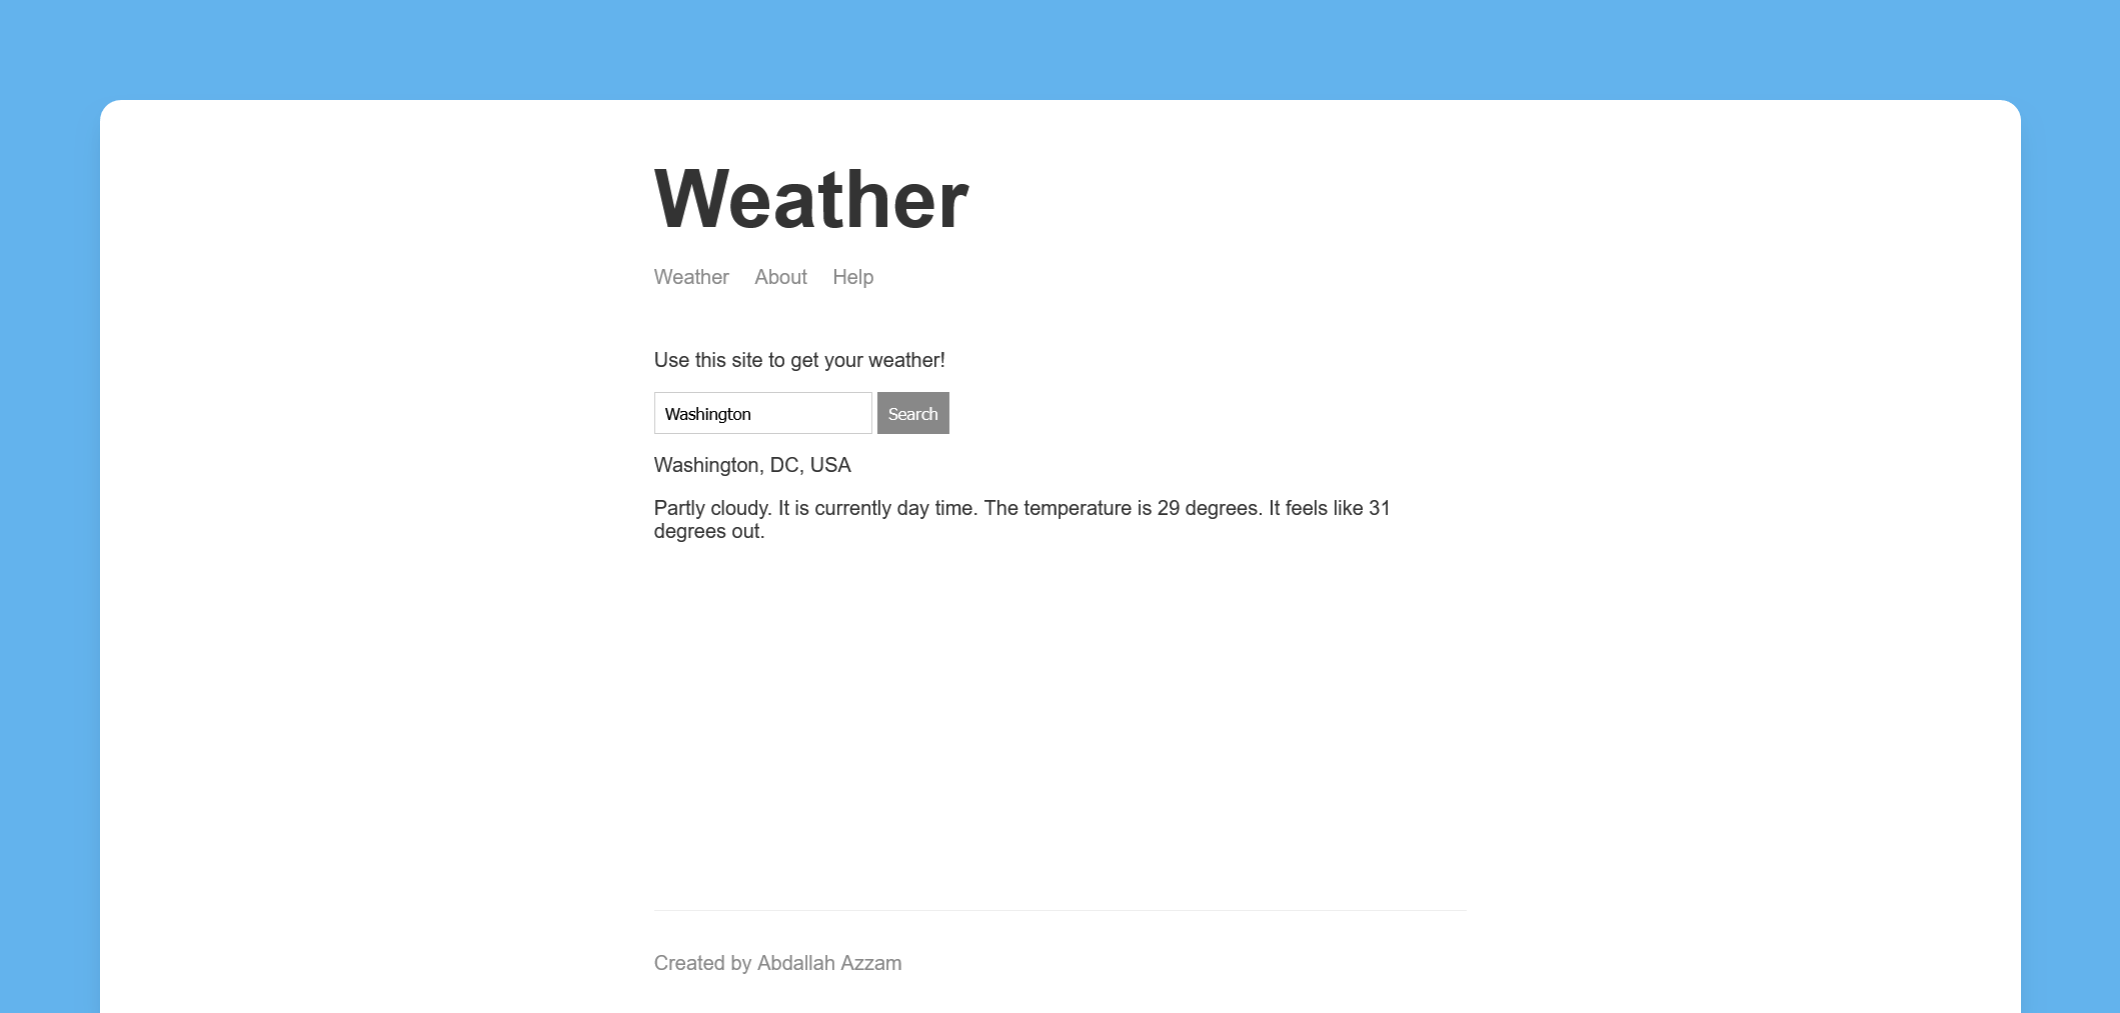 Weather
Weather About Help
Use this site to get your weather!
Washington Search
Washington, DC, USA
Partly cloudy. It is currently day time. The temperature is 29 degrees. It feels like 31
degrees out.
Created by Abdallah Azzam